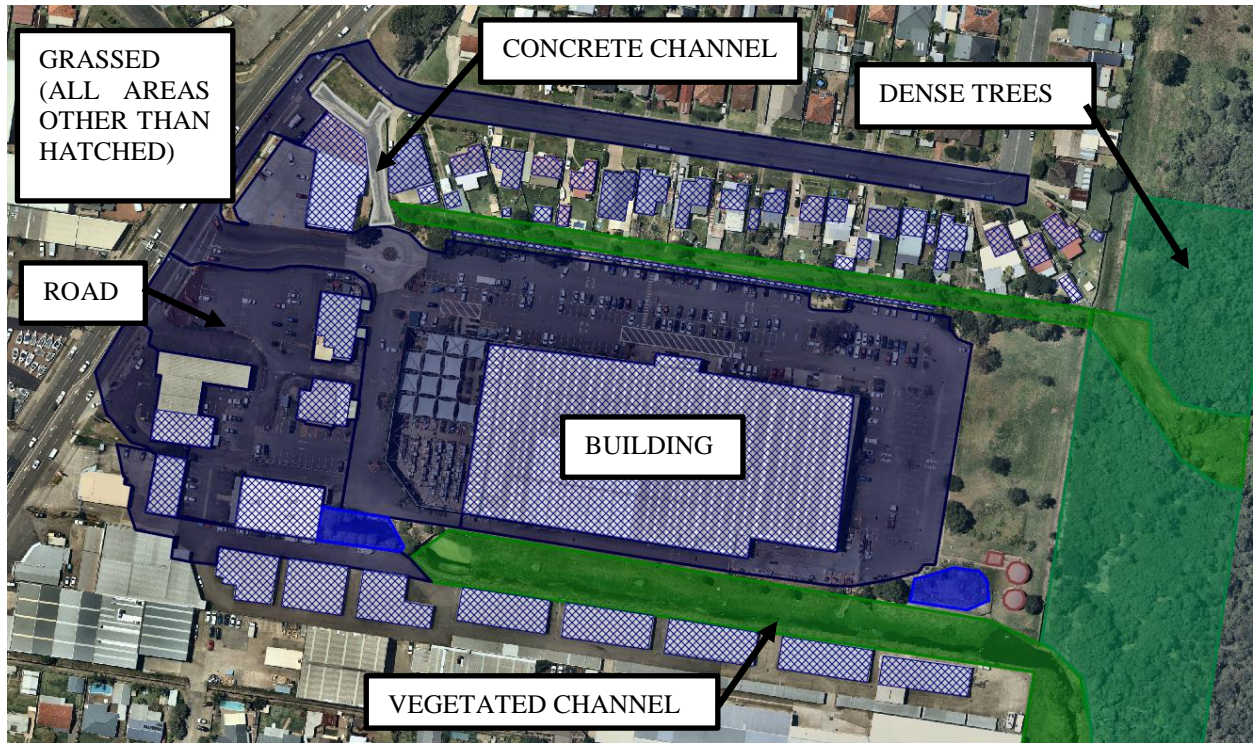 GRASSED
(ALL AREAS
OTHER THAN
HATCHED)
CONCRETE CHANNEL
DENSE TREES
ROAD
BUILDING
VEGETATED CHANNEL